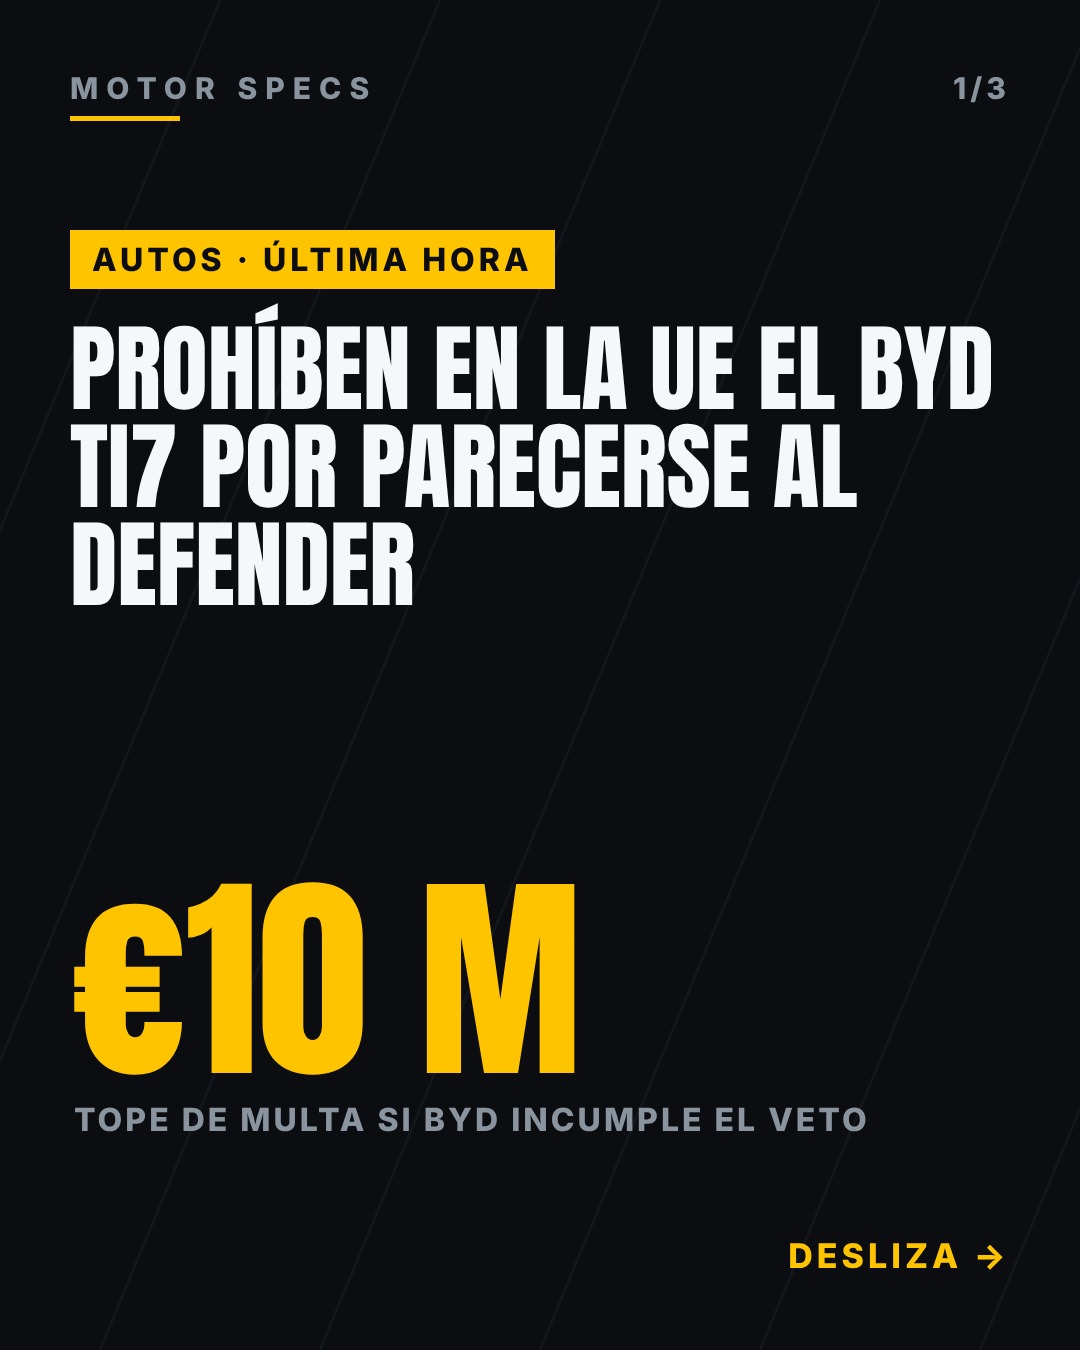 MOTOR SPECS
1/3
AUTOS · ÚLTIMA HORA
PROHÍBEN EN LA UE EL BYD
TI7 POR PARECERSE AL
DEFENDER
€10 M
TOPE DE MULTA SI BYD INCUMPLE EL VETO
DESLIZA →